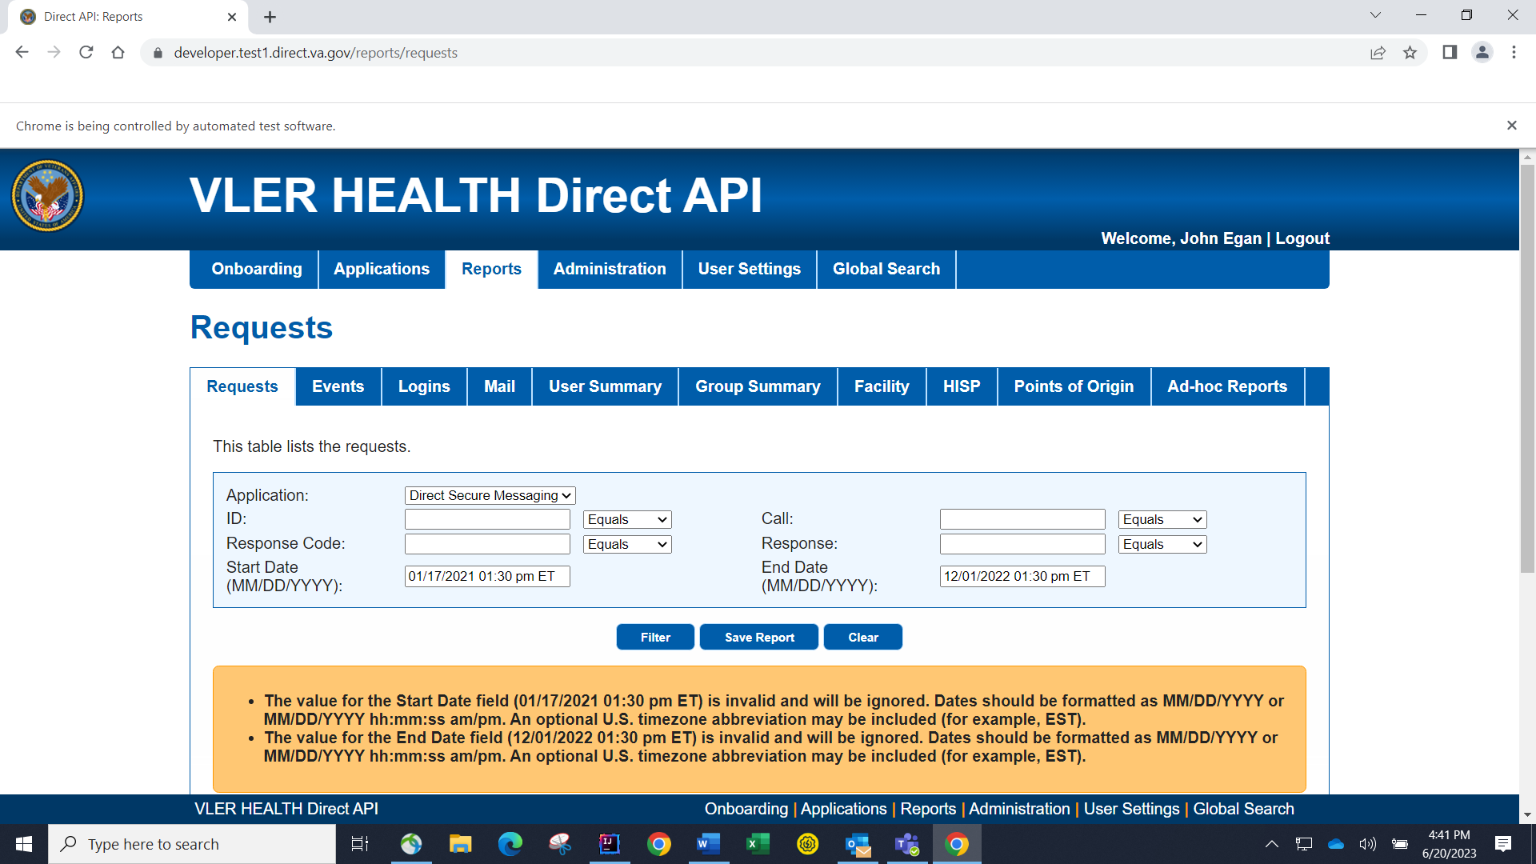 Direct API: Reports
developer.test1.direct.va.gov/reports/requests
Chrome is being controlled by automated test software.
VLER HEALTH Direct API
Welcome, John Egan | Logout
Onboarding Applications Reports Administration User Settings Global Search
Requests
Requests Events Logins Mail User Summary Group Summary Facility HISP Points of Origin Ad-hoc Reports
This table lists the requests.
Application: Direct Secure Messaging
ID: Equals Call: Equals
Response Code: Equals Response: Equals
Start Date End Date
(MM/DD/YYYY): 01/17/2021 01:30 pm ET (MM/DD/YYYY): 12/01/2022 01:30 pm ET
Filter Save Report Clear
• The value for the Start Date field (01/17/2021 01:30 pm ET) is invalid and will be ignored. Dates should be formatted as MM/DD/YYYY or
MM/DD/YYYY hh:mm:ss am/pm. An optional U.S. timezone abbreviation may be included (for example, EST).
• The value for the End Date field (12/01/2022 01:30 pm ET) is invalid and will be ignored. Dates should be formatted as MM/DD/YYYY or
MM/DD/YYYY hh:mm:ss am/pm. An optional U.S. timezone abbreviation may be included (for example, EST).
VLER HEALTH Direct API Onboarding | Applications | Reports | Administration | User Settings | Global Search
Type here to search
4:41 PM
6/20/2023